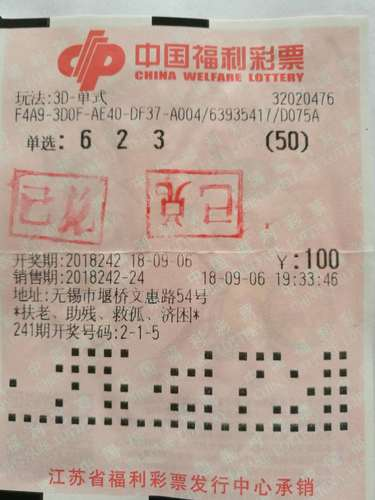 中国福利彩票
CHINA WELFARE LOTTERY
玩法:3D-单式 32020476
F4A9-3D0F-AE40-DF37-A004/63935417/D075A
单选: 6 2 3 (50)
已兑 已兑
开奖期:2018242 18-09-06 ¥:100
销售期:2018242-24 18-09-06 19:33:46
地址:无锡市堰桥文惠路54号
*扶老、助残、救孤、济困*
241期开奖号码:2-1-5
江苏省福利彩票发行中心承销